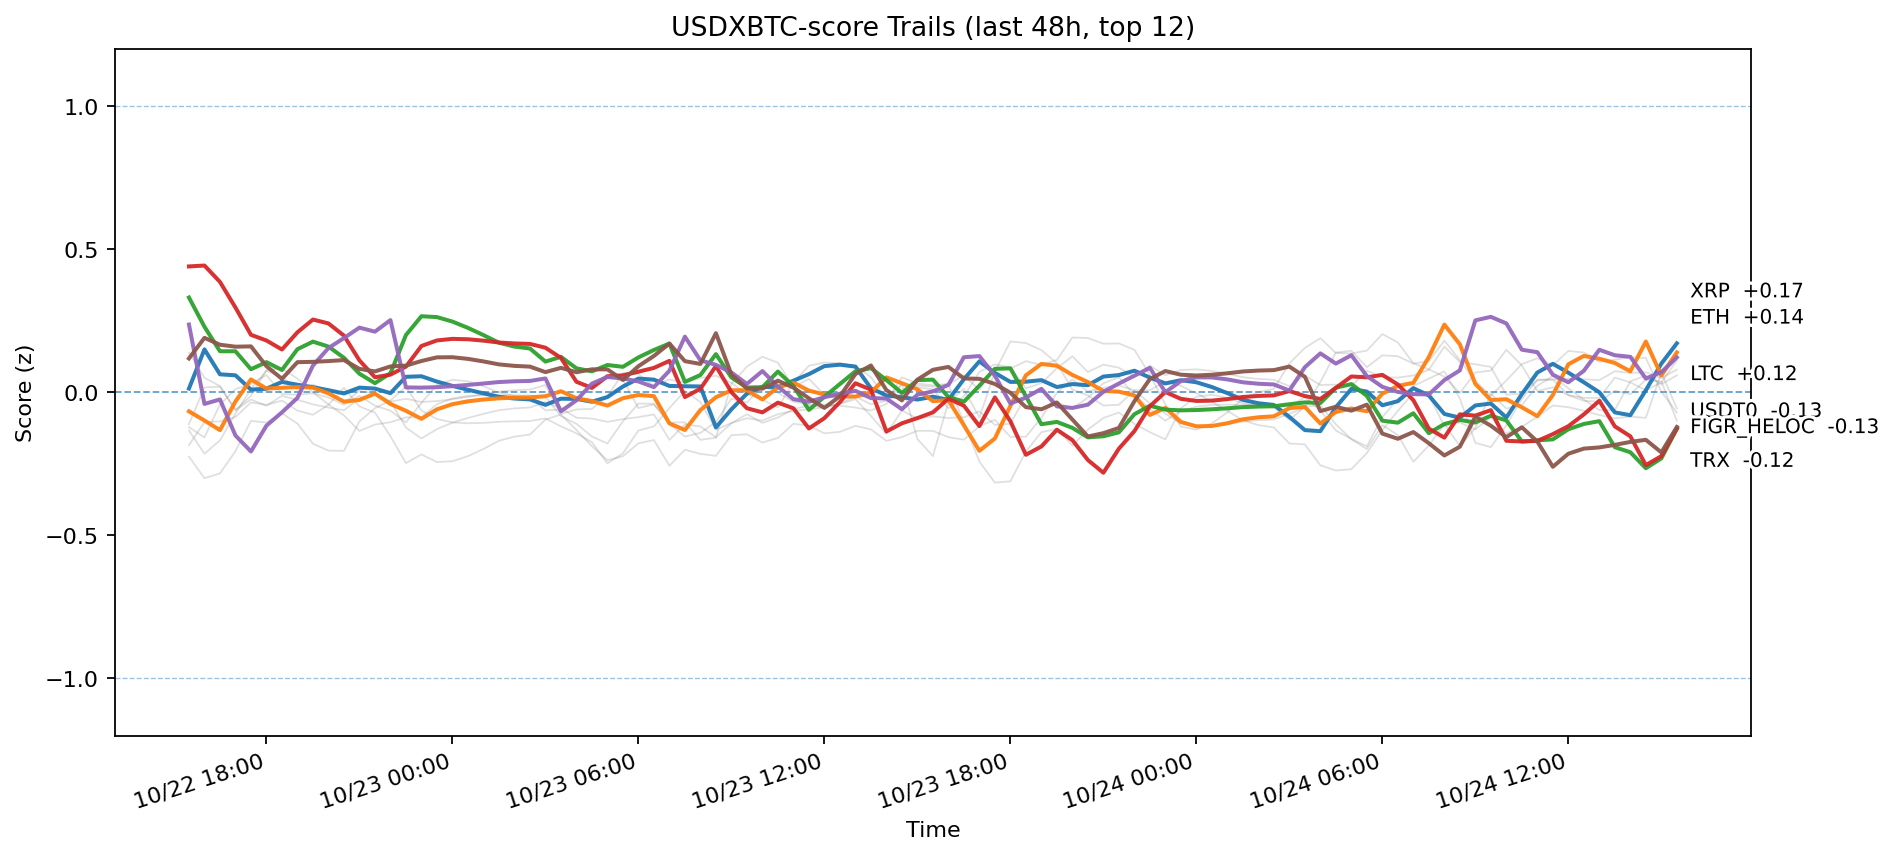 USDXBTC-score Trails (last 48h, top 12)
Score (z)
1.0
0.5
0.0
−0.5
−1.0
XRP +0.17
ETH +0.14
LTC +0.12
USDT0 -0.13
FIGR_HELOC -0.13
TRX -0.12
10/22 18:00
10/23 00:00
10/23 06:00
10/23 12:00
10/23 18:00
10/24 00:00
10/24 06:00
10/24 12:00
Time